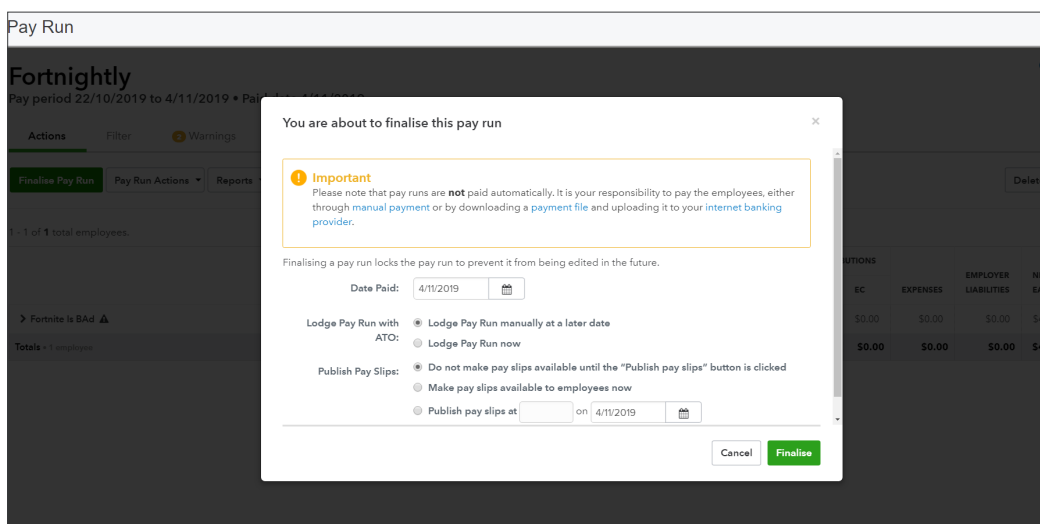 Pay Run
Fortnightly
Pay period 22/10/2019 to 4/11/2019 • Paid date 4/11/2019
Actions Filter 2 Warnings
Finalise Pay Run Pay Run Actions Reports
1 - 1 of 1 total employees.
EC EXPENSES EMPLOYER LIABILITIES
Fortnite Is BAd $0.00 $0.00 $0.00
Totals - 1 employee $0.00 $0.00 $0.00
You are about to finalise this pay run ×
Important
Please note that pay runs are not paid automatically. It is your responsibility to pay the employees, either
through manual payment or by downloading a payment file and uploading it to your internet banking
provider.
Finalising a pay run locks the pay run to prevent it from being edited in the future.
Date Paid: 4/11/2019
Lodge Pay Run with ATO: Lodge Pay Run manually at a later date
Lodge Pay Run now
Publish Pay Slips: Do not make pay slips available until the "Publish pay slips" button is clicked
Make pay slips available to employees now
Publish pay slips at on 4/11/2019
Cancel Finalise